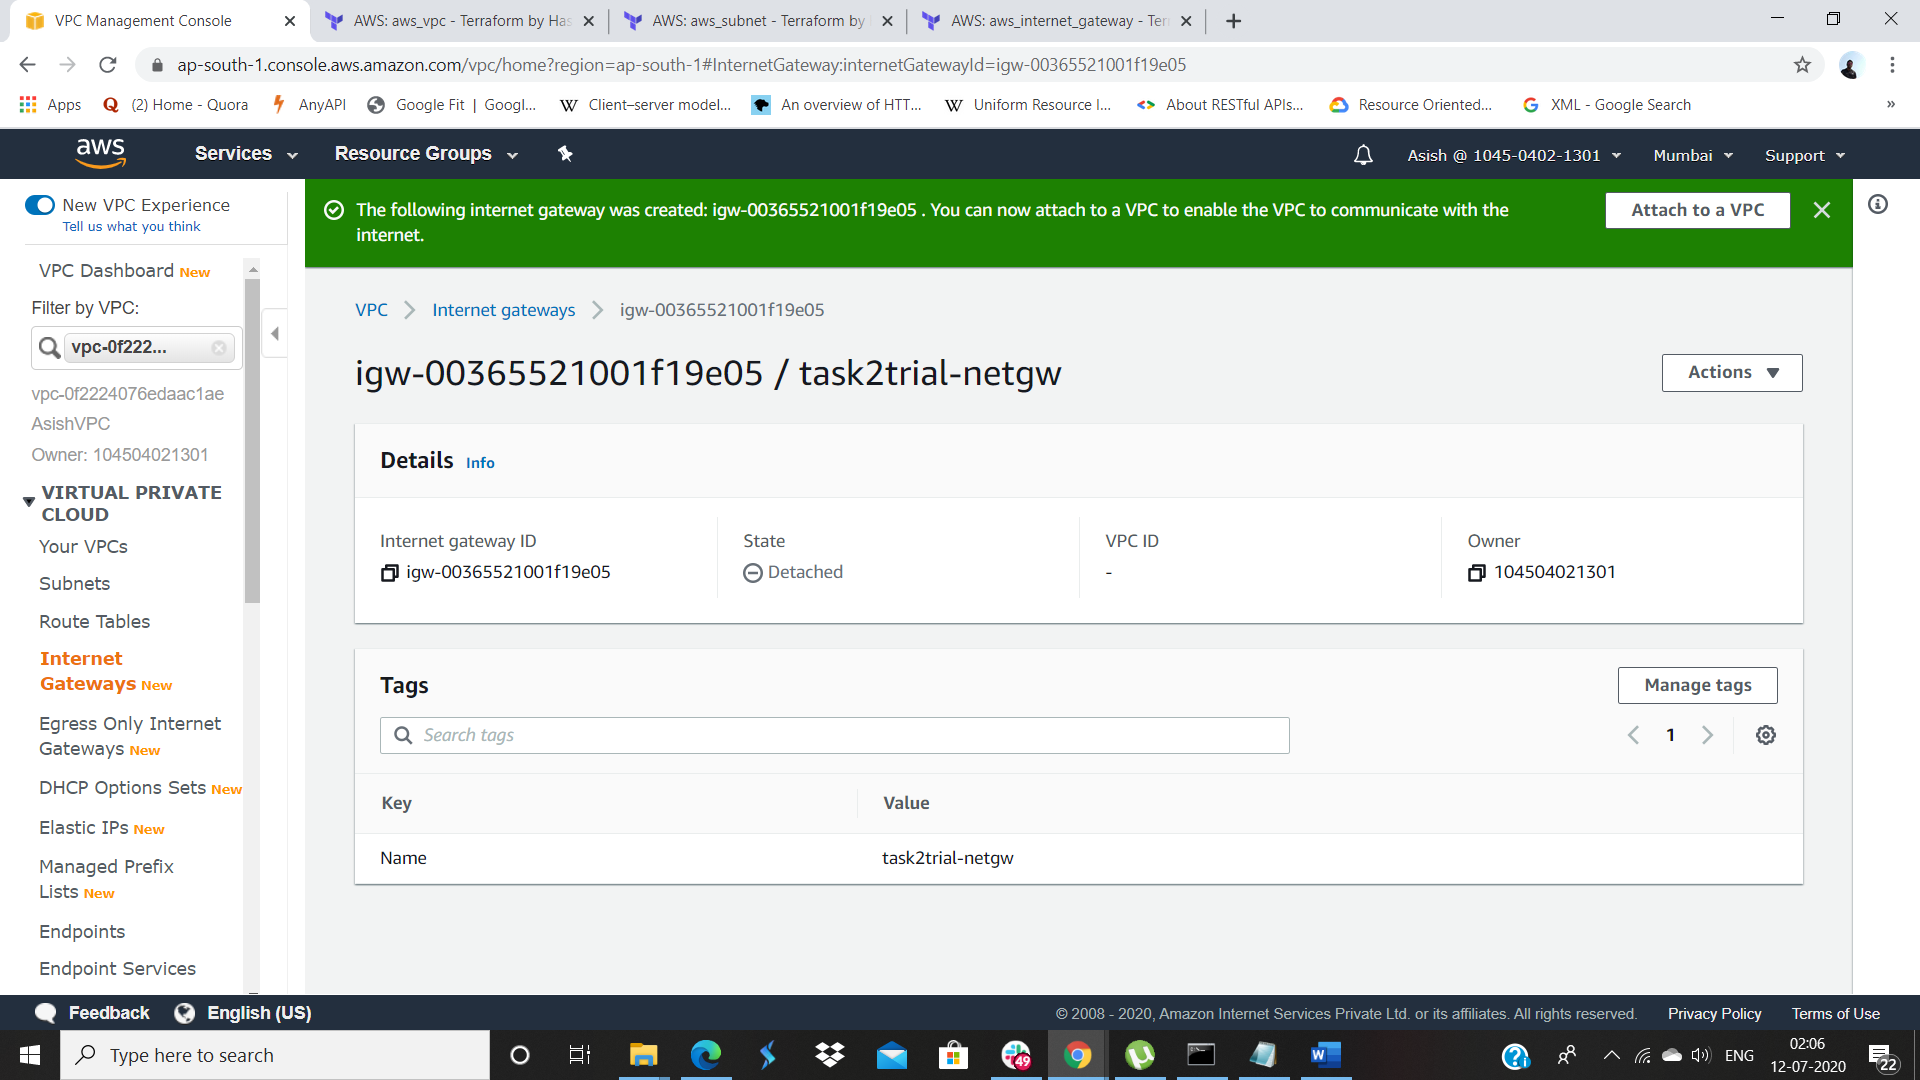 VPC Management Console
AWS: aws_vpc - Terraform by Has
AWS: aws_subnet - Terraform by
AWS: aws_internet_gateway - Ter
ap-south-1.console.aws.amazon.com/vpc/home?region=ap-south-1#InternetGateway:internetGatewayId=igw-00365521001f19e05
Apps
(2) Home - Quora
AnyAPI
Google Fit | Googl...
Client–server model...
An overview of HTT...
Uniform Resource I...
About RESTful APIs...
Resource Oriented...
XML - Google Search
»
aws
Services
Resource Groups
Asish @ 1045-0402-1301
Mumbai
Support
New VPC Experience
Tell us what you think
VPC Dashboard New
Filter by VPC:
vpc-0f222...
vpc-0f2224076edaac1ae
AsishVPC
Owner: 104504021301
VIRTUAL PRIVATE
CLOUD
Your VPCs
Subnets
Route Tables
Internet
Gateways New
Egress Only Internet
Gateways New
DHCP Options Sets New
Elastic IPs New
Managed Prefix
Lists New
Endpoints
Endpoint Services
The following internet gateway was created: igw-00365521001f19e05 . You can now attach to a VPC to enable the VPC to communicate with the
internet.
Attach to a VPC
VPC
Internet gateways
igw-00365521001f19e05
igw-00365521001f19e05 / task2trial-netgw
Actions
Details Info
Internet gateway ID
igw-00365521001f19e05
State
Detached
VPC ID
-
Owner
104504021301
Tags
Manage tags
Search tags
1
Key
Value
Name
task2trial-netgw
Feedback
English (US)
© 2008 - 2020, Amazon Internet Services Private Ltd. or its affiliates. All rights reserved.
Privacy Policy
Terms of Use
Type here to search
49
ENG
02:06
12-07-2020
22